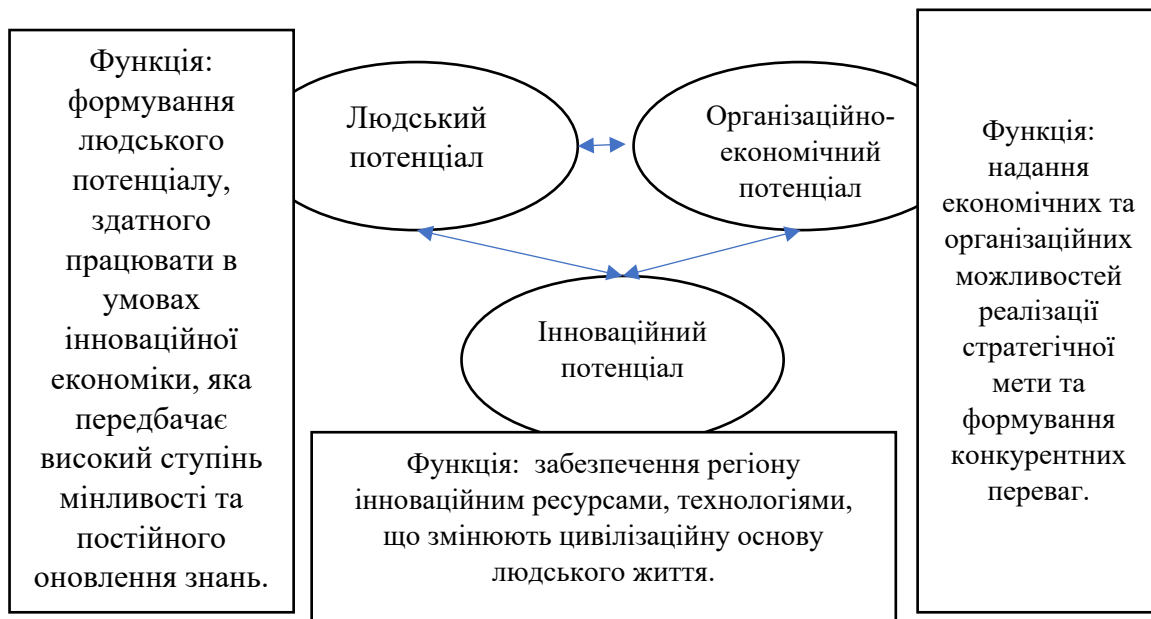 Функція:
формування
людського
потенціалу,
здатного
працювати в
умовах
інноваційної
економіки, яка
передбачає
високий ступінь
мінливості та
постійного
оновлення знань.
Людський
потенціал
Організаційно-
економічний
потенціал
Інноваційний
потенціал
Функція: забезпечення регіону
інноваційним ресурсами, технологіями,
що змінюють цивілізаційну основу
людського життя.
Функція:
надання
економічних та
організаційних
можливостей
реалізації
стратегічної
мети та
формування
конкурентних
переваг.